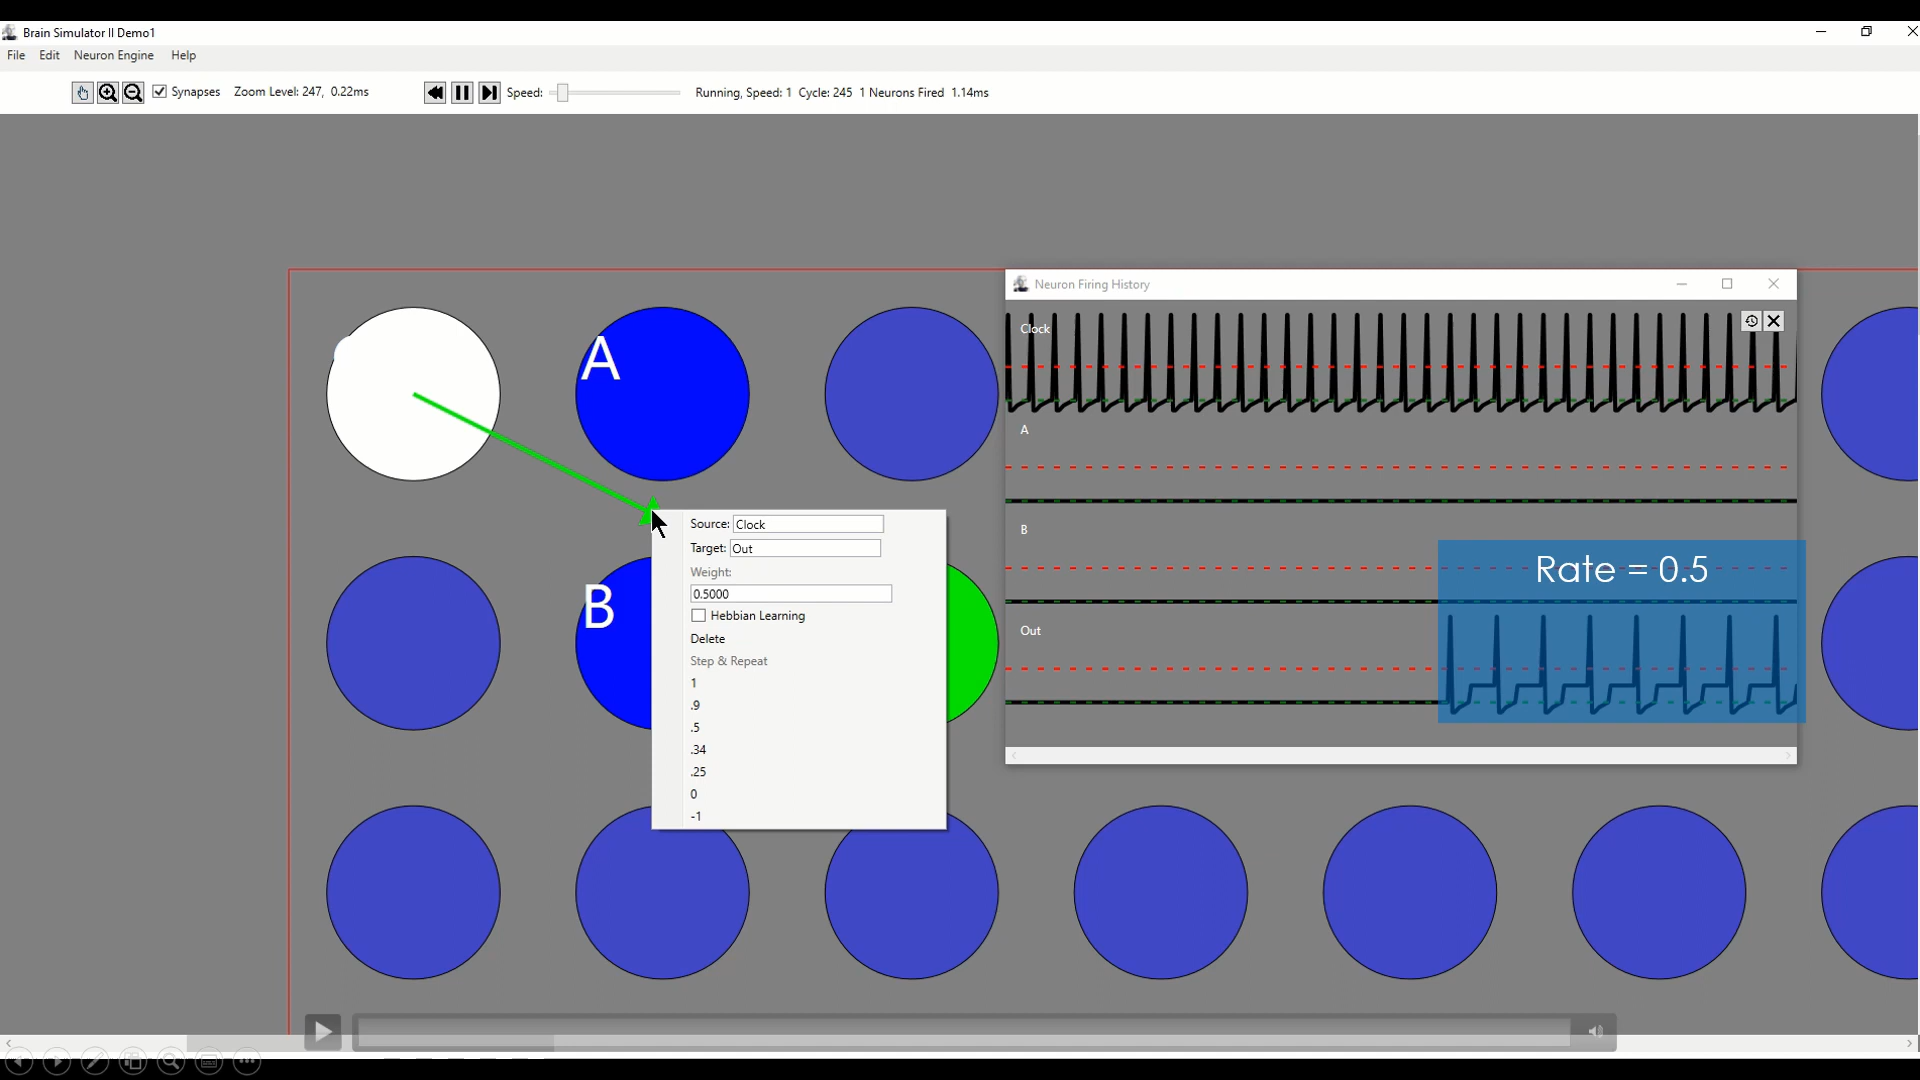 Brain Simulator II Demo1
File Edit Neuron Engine Help
Synapses Zoom Level: 247, 0.22ms Speed: Running, Speed: 1 Cycle: 245 1 Neurons Fired 1.14ms
Neuron Firing History
Clock
A
A
B
B
Out
Rate = 0.5
Source: Clock
Target: Out
Weight:
0.5000
Hebbian Learning
Delete
Step & Repeat
1
.9
.5
.34
.25
0
-1